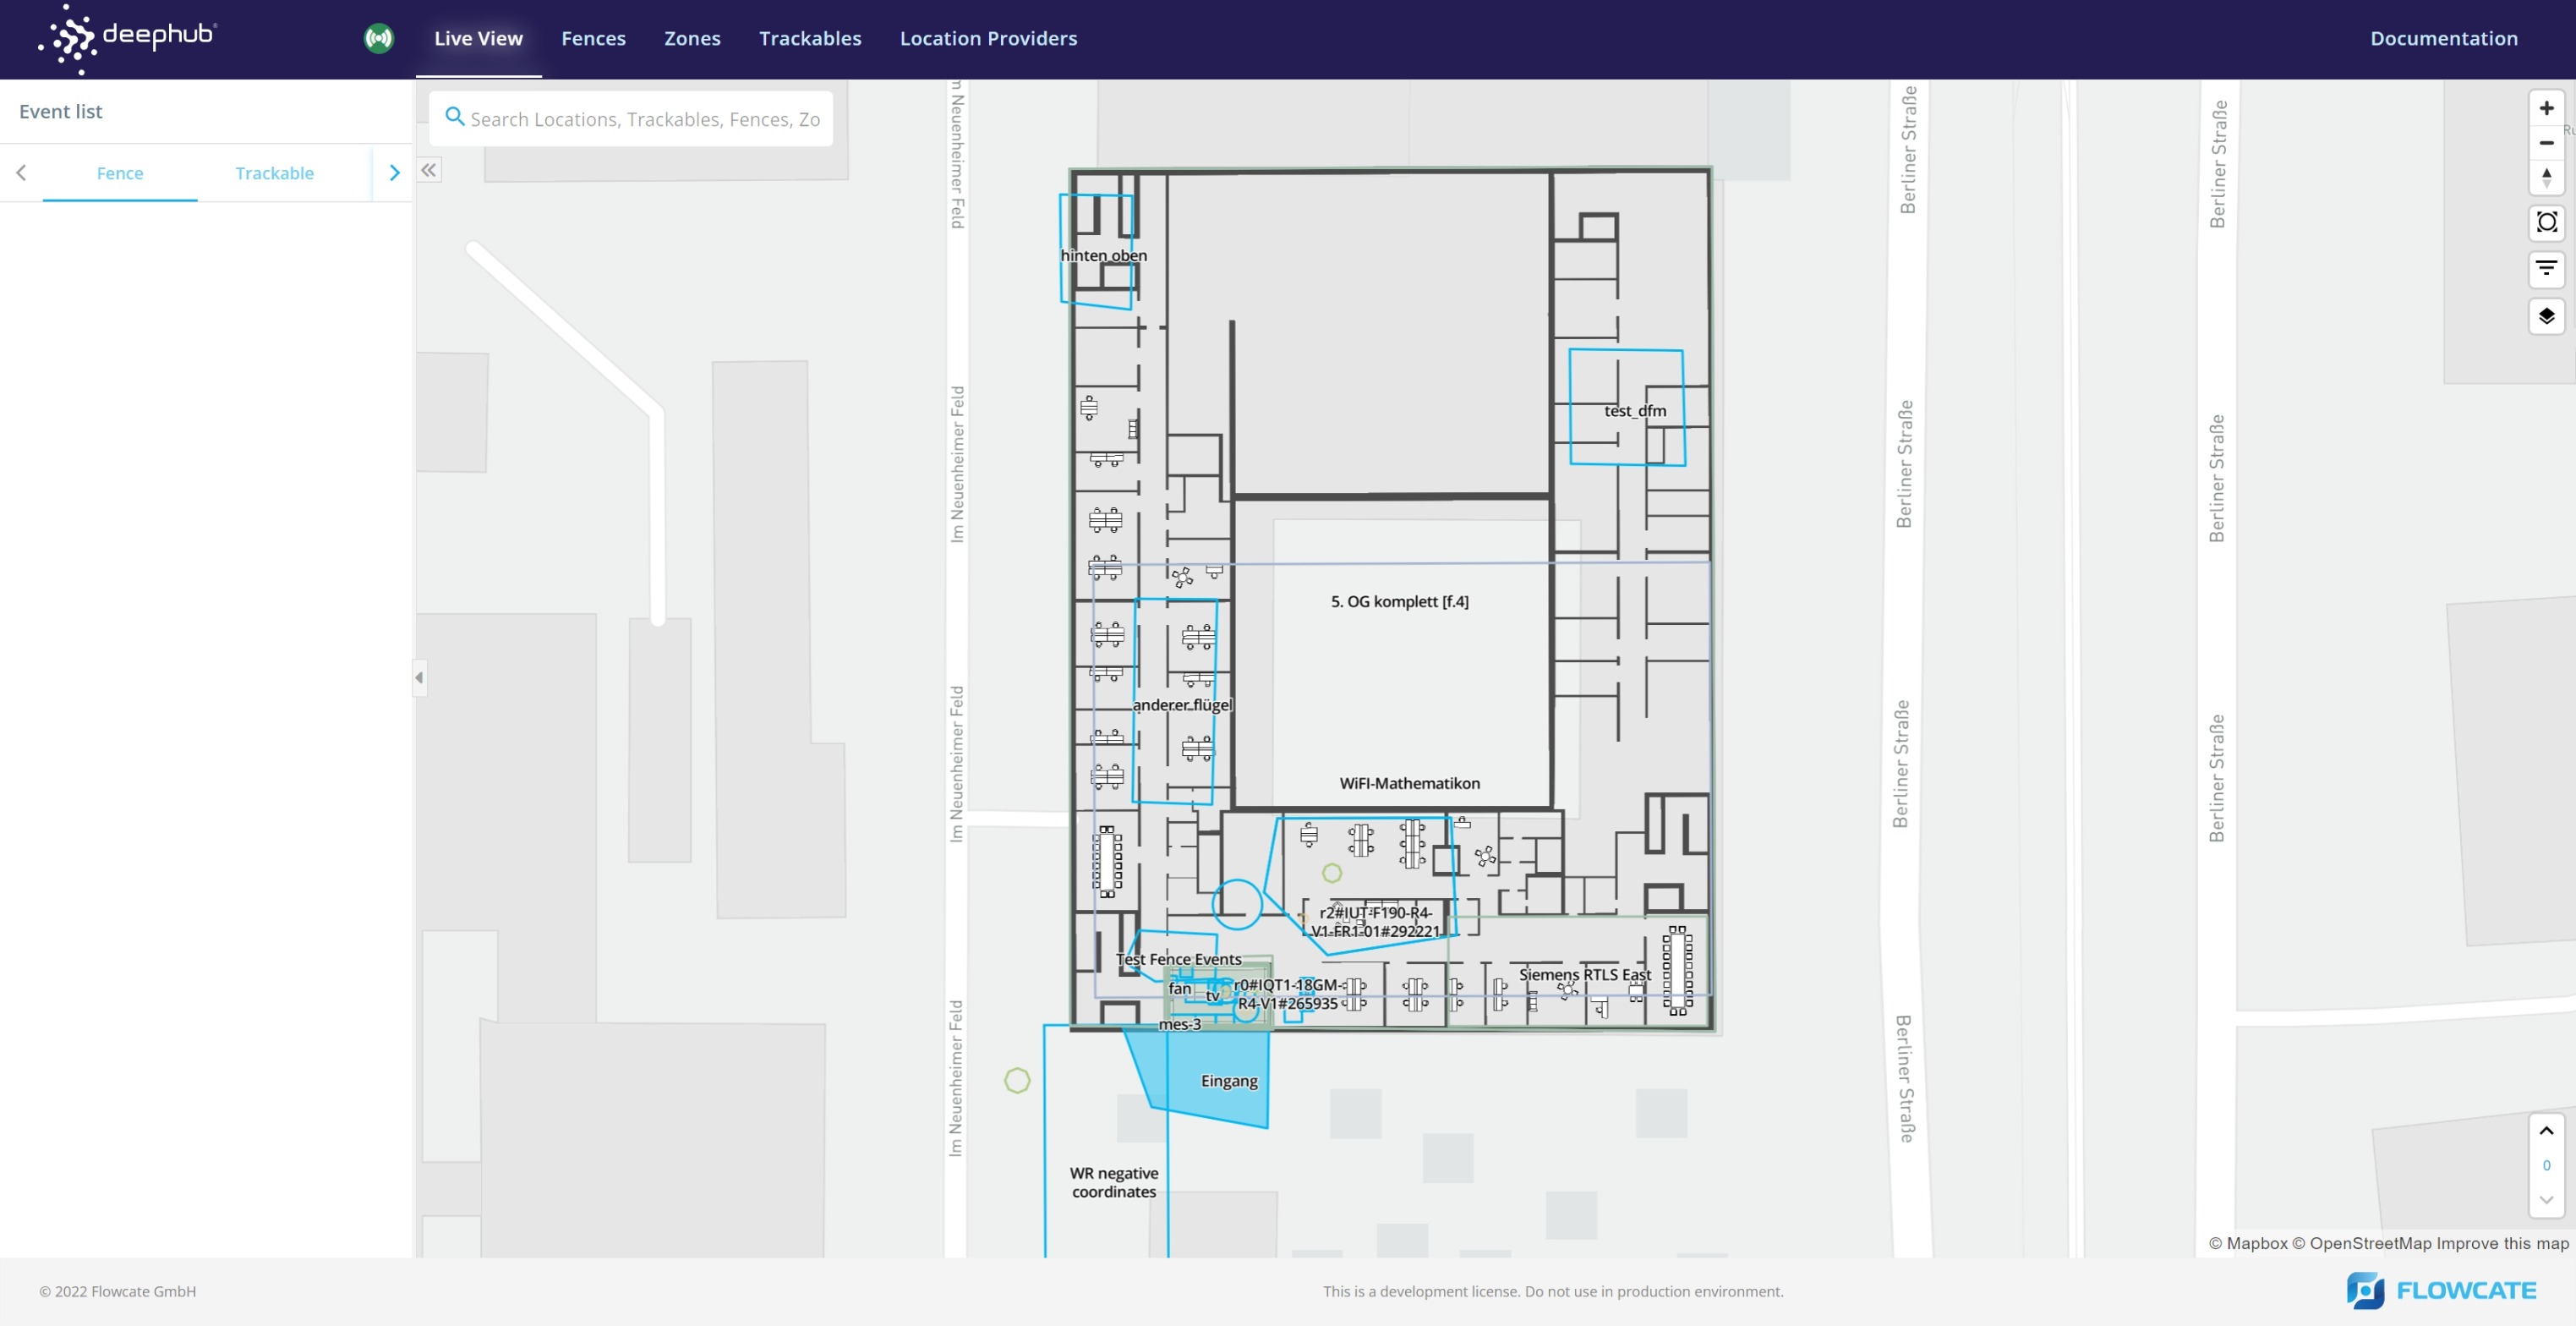 deephub
Live View
Fences
Zones
Trackables
Location Providers
Documentation
Event list
Fence
Trackable
Search Locations, Trackables, Fences, Zo
m Neuenheimer Feld
Im Neuenheimer Feld
Im Neuenheimer Feld
Im Neuenheimer Feld
Berliner Straße
Berliner Straße
Berliner Straße
Berliner Straße
Berliner Straße
Berliner Straße
Berliner Straße
hinten oben
test_dfm
5. OG komplett [f.4]
anderer flügel
WiFI-Mathematikon
r2#IUT-F190-R4-
V1-FR1-01#292221
Test Fence Events
fan
tv
r0#IQT1-18GM-
R4-V1#265935
Siemens RTLS East
mes-3
Eingang
WR negative
coordinates
0
© Mapbox © OpenStreetMap Improve this map
© 2022 Flowcate GmbH
This is a development license. Do not use in production environment.
FLOWCATE